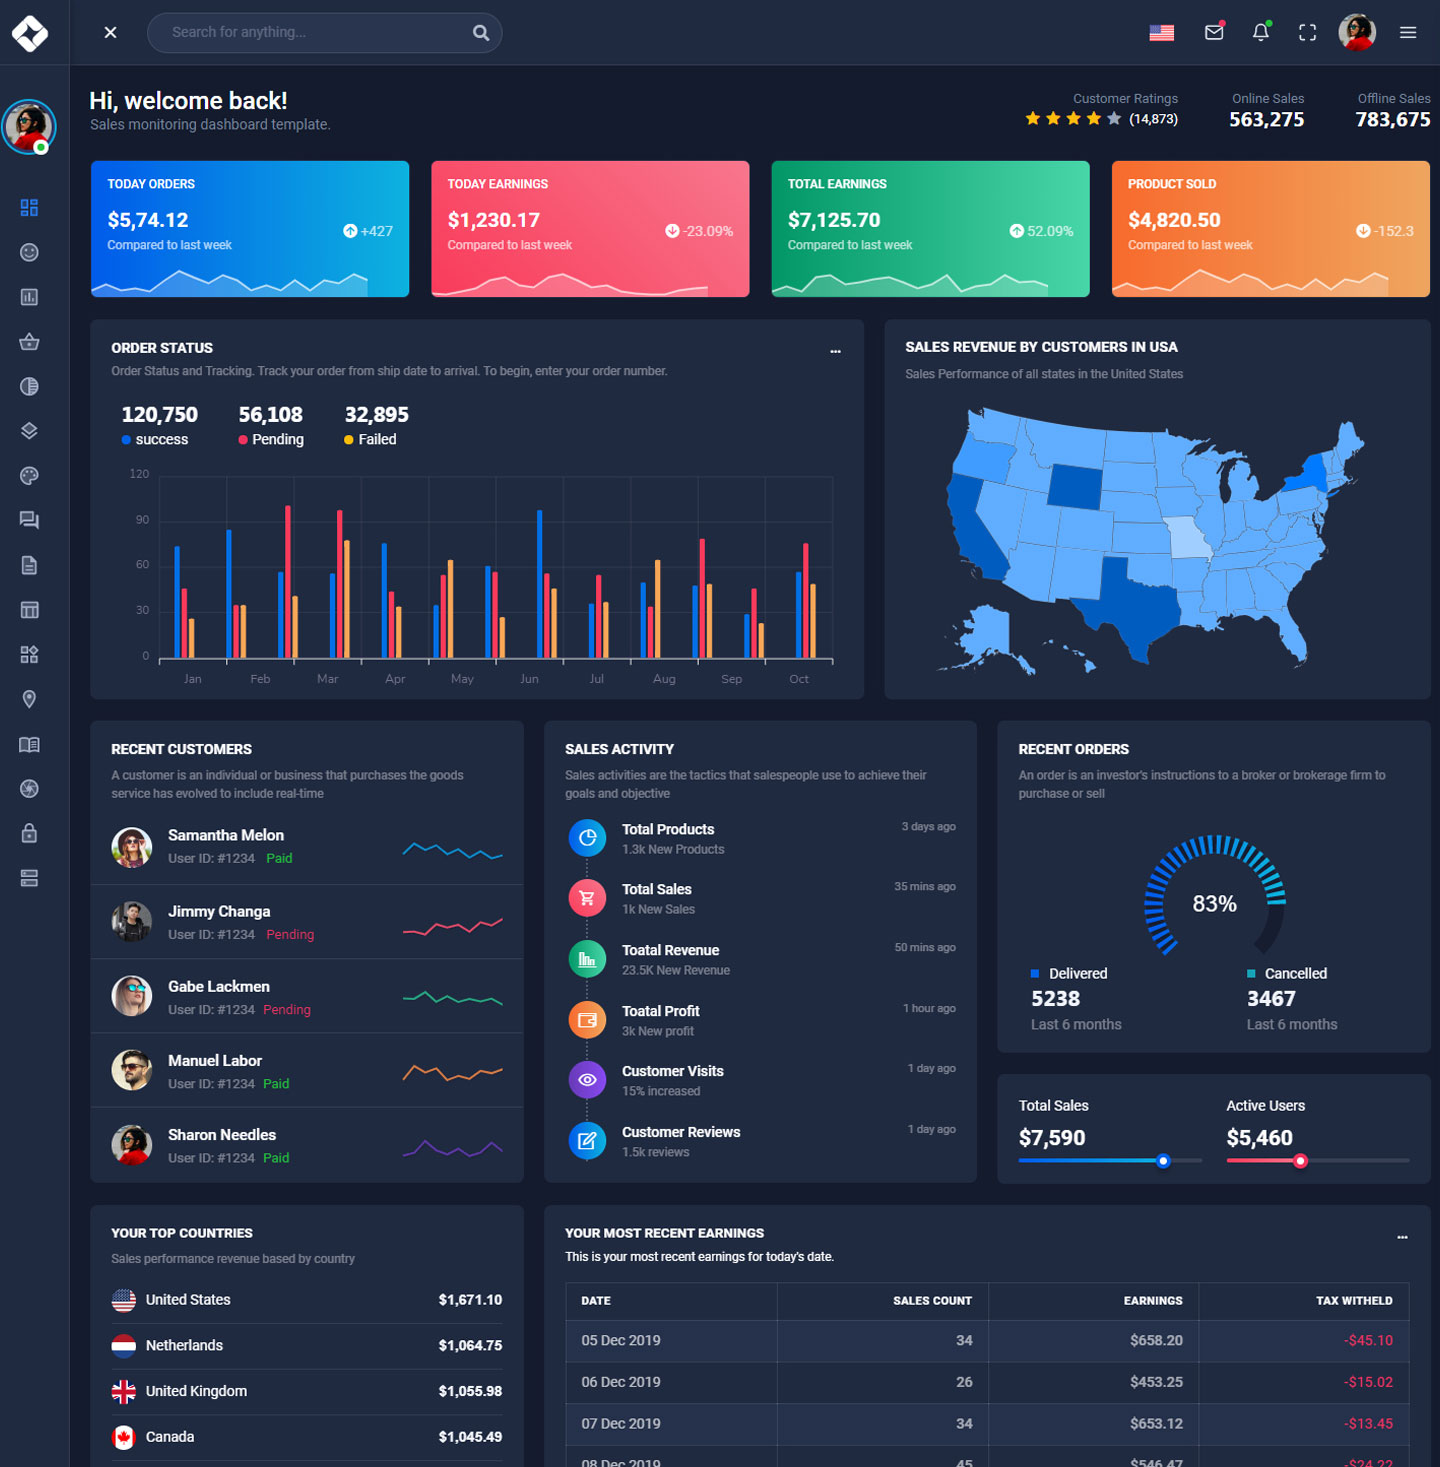 Search for anything...
Hi, welcome back!
Sales monitoring dashboard template.
Customer Ratings
(14,873)
Online Sales
563,275
Offline Sales
783,675
TODAY ORDERS
$5,74.12
Compared to last week
+427
TODAY EARNINGS
$1,230.17
Compared to last week
-23.09%
TOTAL EARNINGS
$7,125.70
Compared to last week
52.09%
PRODUCT SOLD
$4,820.50
Compared to last week
-152.3
ORDER STATUS
Order Status and Tracking. Track your order from ship date to arrival. To begin, enter your order number.
120,750
success
56,108
Pending
32,895
Failed
120
90
60
30
0
Jan Feb Mar Apr May Jun Jul Aug Sep Oct
SALES REVENUE BY CUSTOMERS IN USA
Sales Performance of all states in the United States
RECENT CUSTOMERS
A customer is an individual or business that purchases the goods
service has evolved to include real-time
Samantha Melon
User ID: #1234 Paid
Jimmy Changa
User ID: #1234 Pending
Gabe Lackmen
User ID: #1234 Pending
Manuel Labor
User ID: #1234 Paid
Sharon Needles
User ID: #1234 Paid
SALES ACTIVITY
Sales activities are the tactics that salespeople use to achieve their
goals and objective
Total Products 3 days ago
1.3k New Products
Total Sales 35 mins ago
1k New Sales
Toatal Revenue 50 mins ago
23.5K New Revenue
Toatal Profit 1 hour ago
3k New profit
Customer Visits 1 day ago
15% increased
Customer Reviews 1 day ago
1.5k reviews
RECENT ORDERS
An order is an investor's instructions to a broker or brokerage firm to
purchase or sell
83%
Delivered
5238
Last 6 months
Cancelled
3467
Last 6 months
Total Sales
$7,590
Active Users
$5,460
YOUR TOP COUNTRIES
Sales performance revenue based by country
United States $1,671.10
Netherlands $1,064.75
United Kingdom $1,055.98
Canada $1,045.49
YOUR MOST RECENT EARNINGS
This is your most recent earnings for today's date.
DATE SALES COUNT EARNINGS TAX WITHELD
05 Dec 2019 34 $658.20 -$45.10
06 Dec 2019 26 $453.25 -$15.02
07 Dec 2019 34 $653.12 -$13.45
08 Dec 2019 45 $546.47 -$24.22